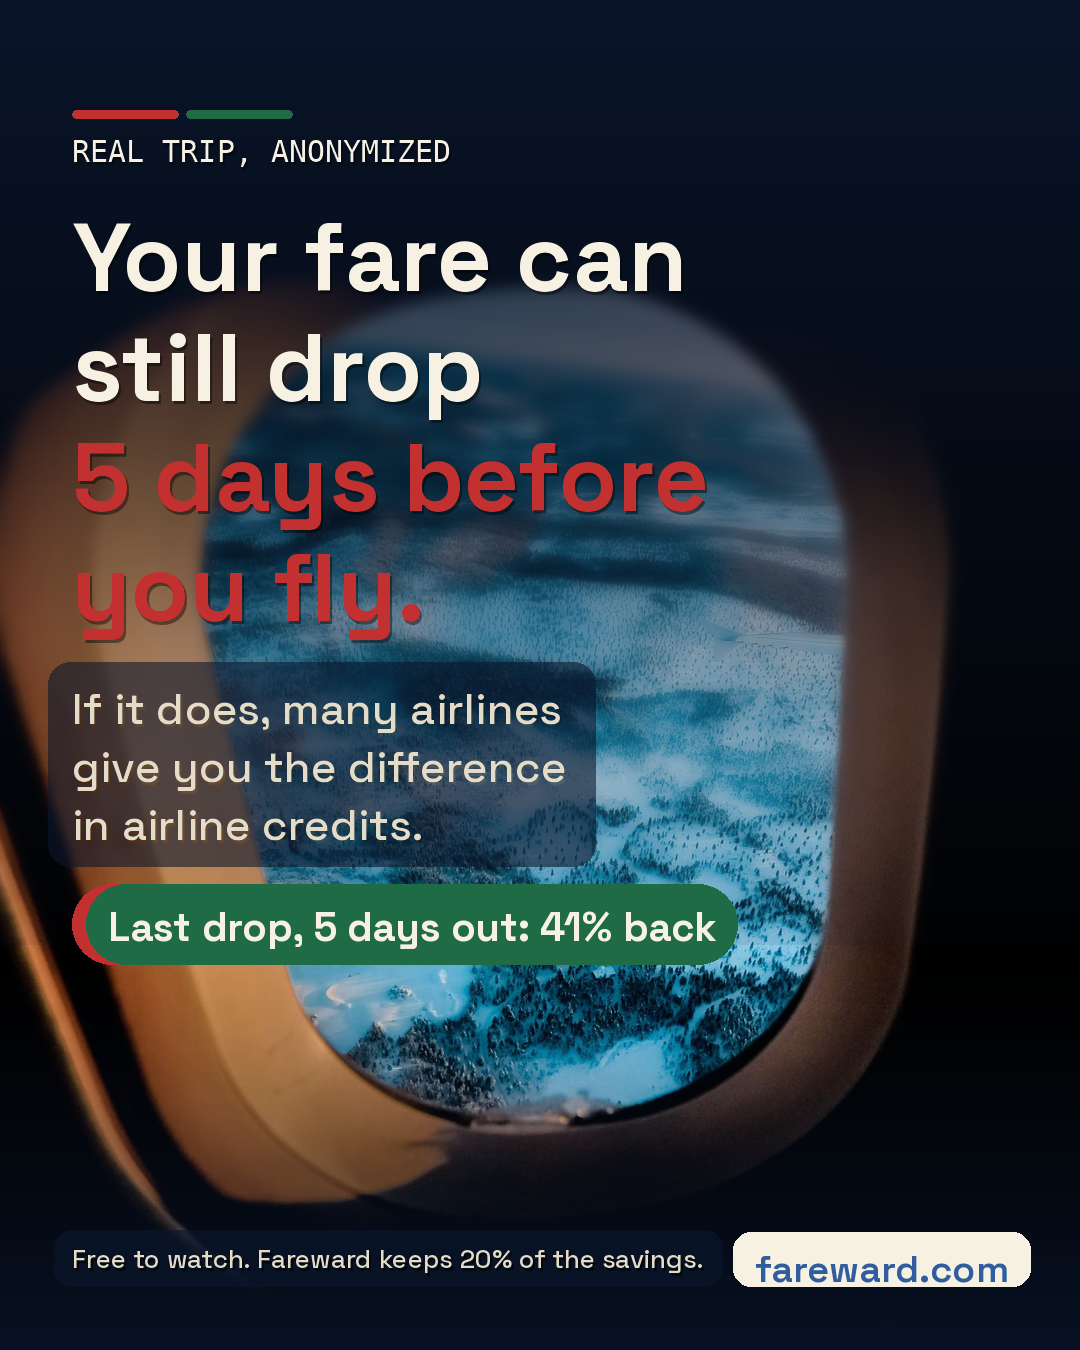 REAL TRIP, ANONYMIZED
Your fare can
still drop
5 days before
you fly.
If it does, many airlines
give you the difference
in airline credits.
Last drop, 5 days out: 41% back
Free to watch. Fareward keeps 20% of the savings.
fareward.com